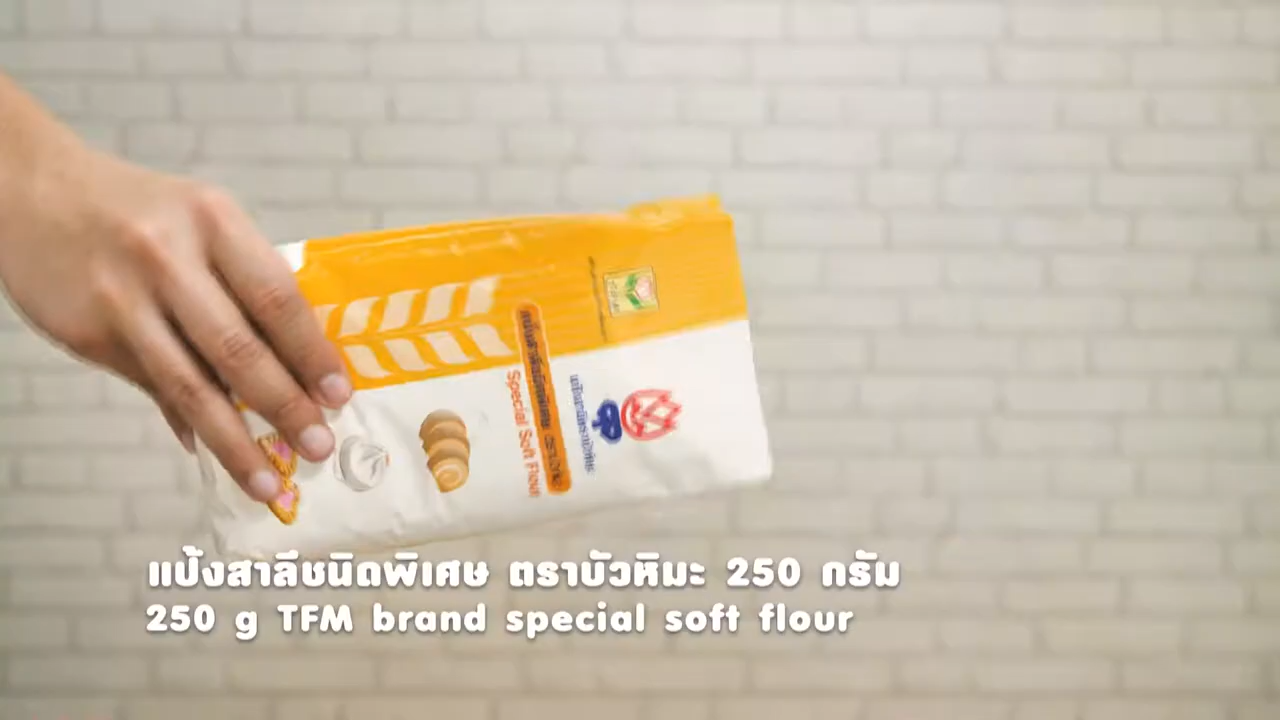 แป้งสาลีชนิดพิเศษ ตราบัวหิมะ 250 กรัม
250 g TFM brand special soft flour
Special Soft Flour